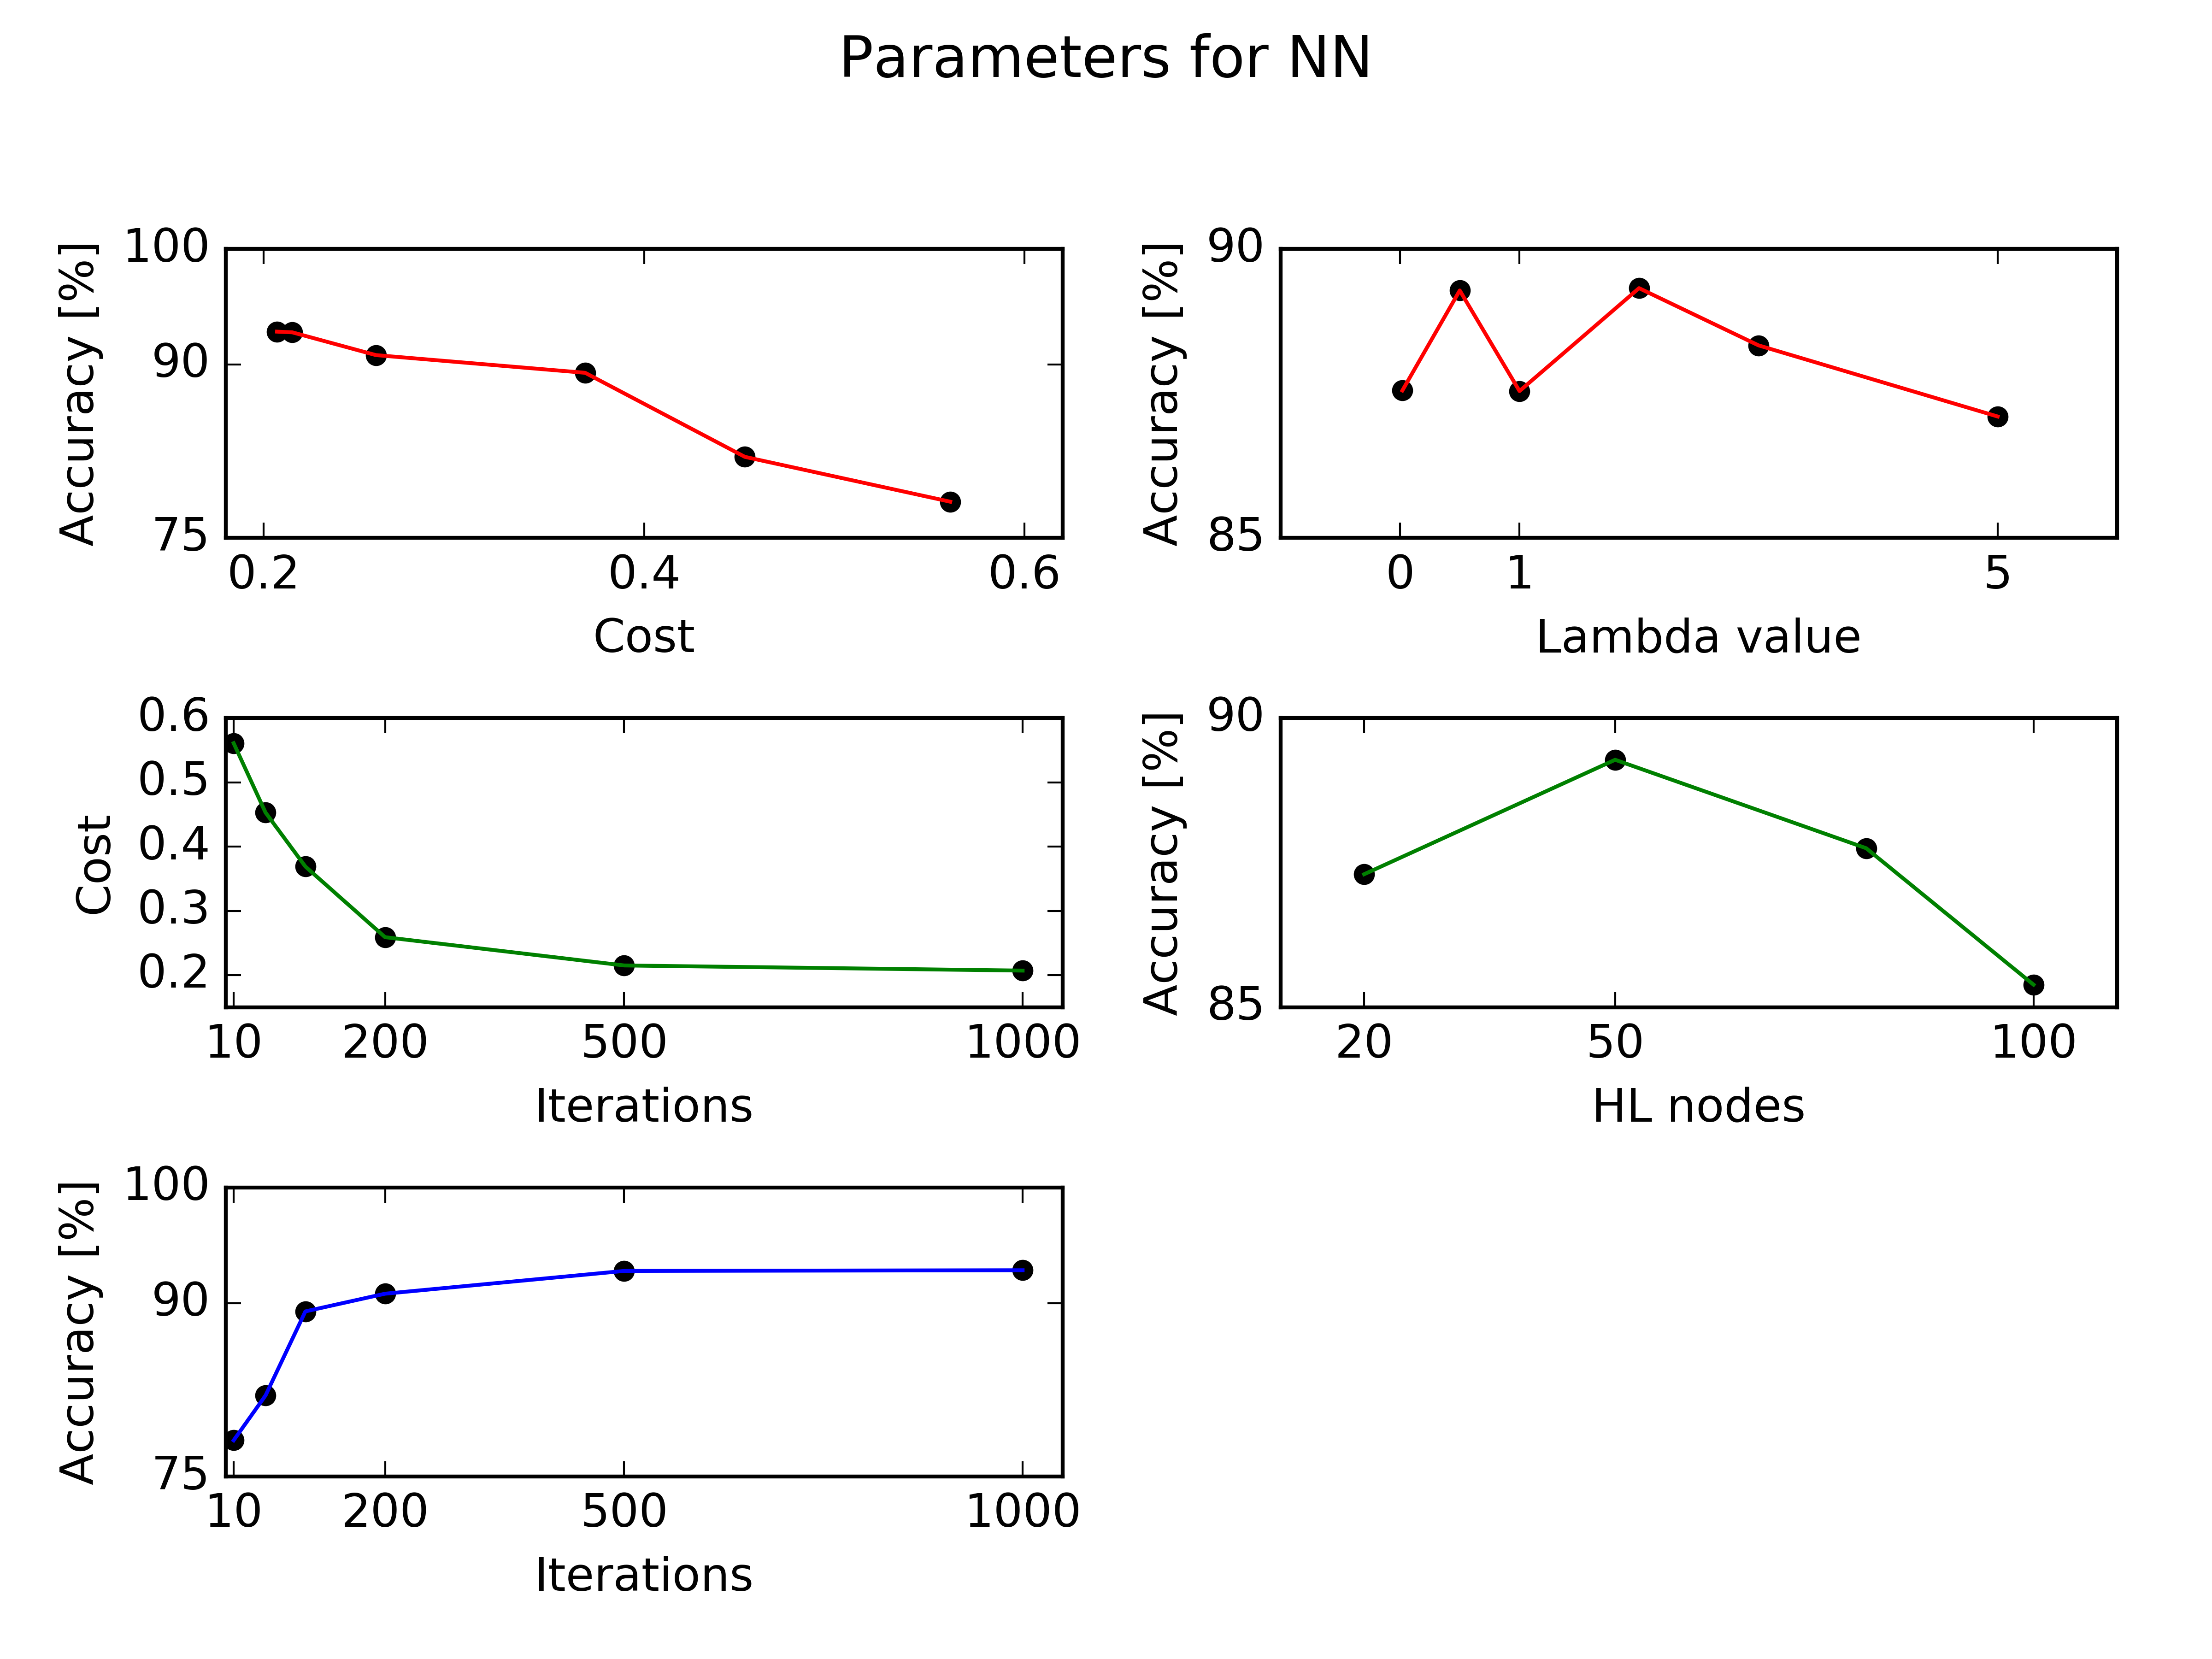 Parameters for NN
Accuracy [%]
100
90
75
0.2 0.4 0.6
Cost
Accuracy [%]
90
85
0 1 5
Lambda value
Cost
0.6
0.5
0.4
0.3
0.2
10 200 500 1000
Iterations
Accuracy [%]
90
85
20 50 100
HL nodes
Accuracy [%]
100
90
75
10 200 500 1000
Iterations